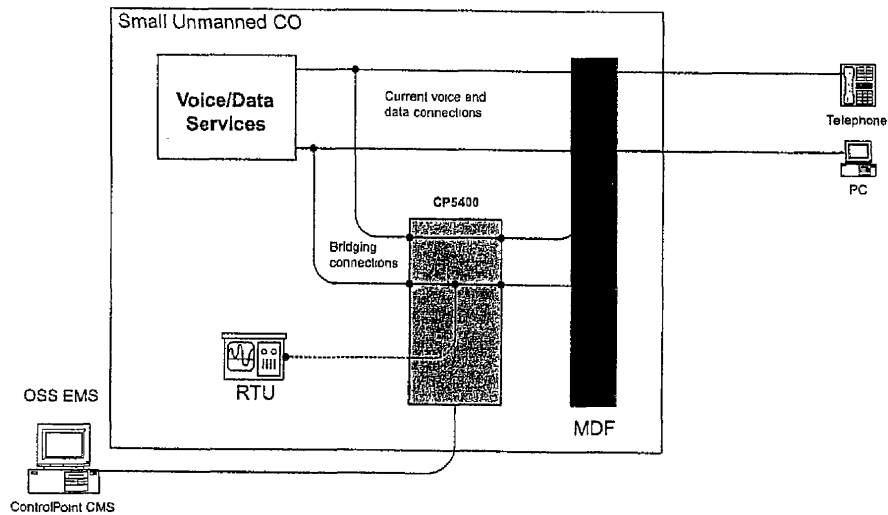 Small Unmanned CO
Voice/Data
Services
Current voice and
data connections
Telephone
PC
CP5400
Bridging
connections
RTU
OSS EMS
MDF
ControlPoint CMS